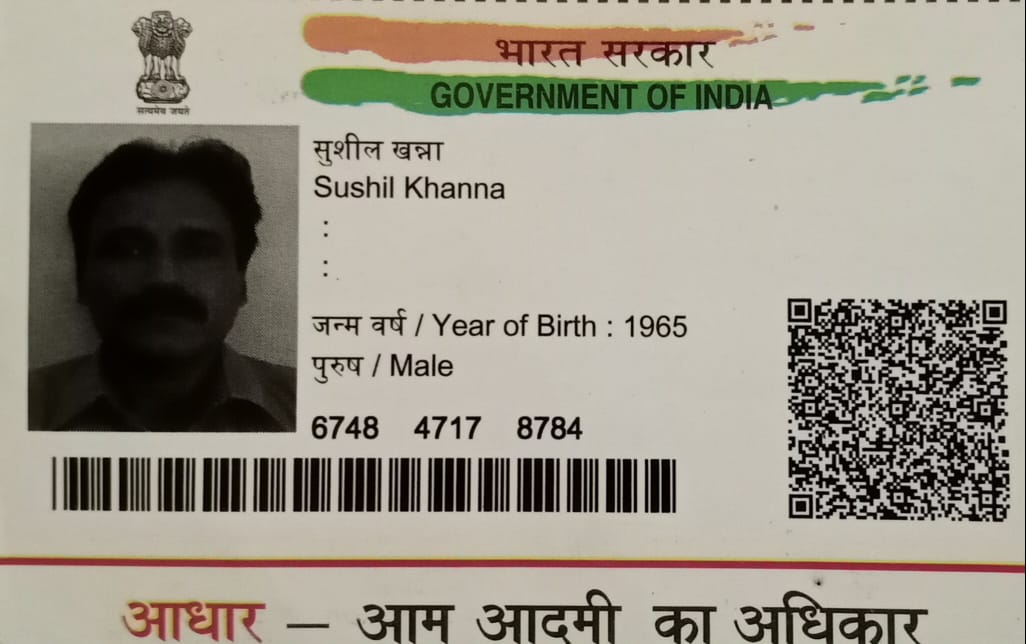 भारत सरकार
GOVERNMENT OF INDIA
सत्यमेव जयते
सुशील खन्ना
Sushil Khanna
:
:
जन्म वर्ष / Year of Birth : 1965
पुरुष / Male
6748 4717 8784
आधार — आम आदमी का अधिकार